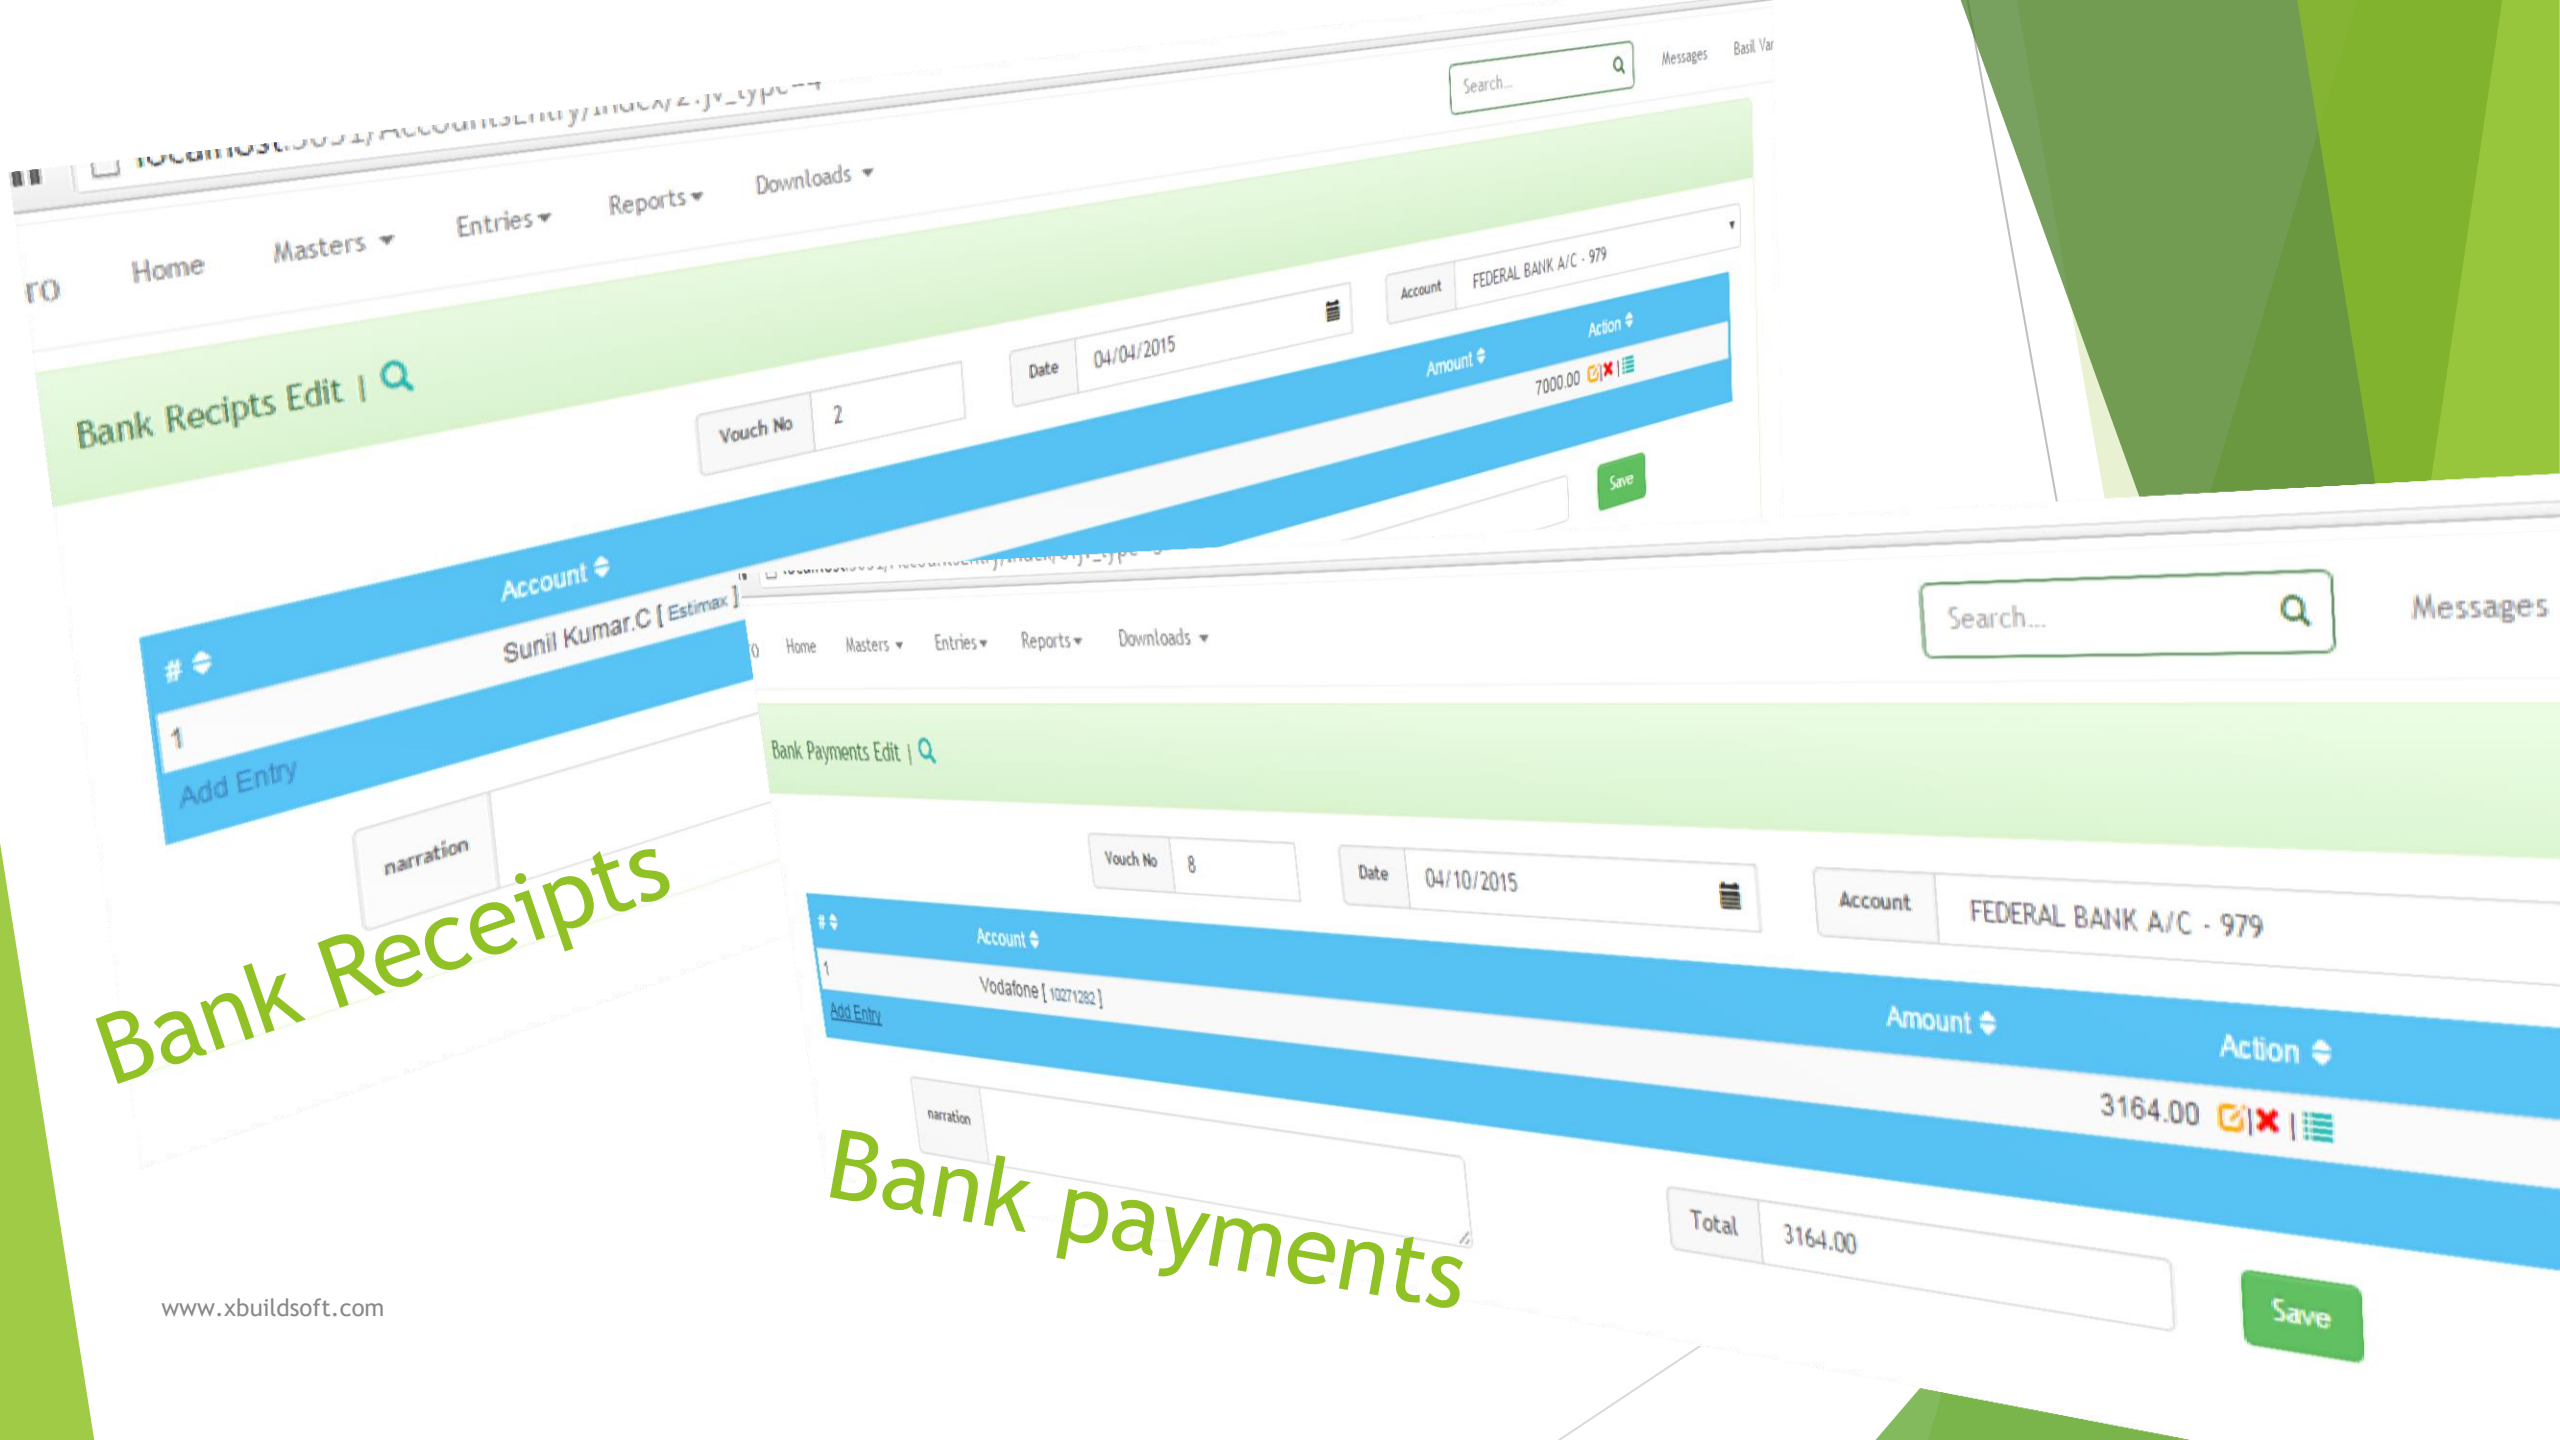 Search...
Messages
Basil Var
ro Home Masters Entries Reports Downloads
Bank Recipts Edit |
Vouch No 2 Date 04/04/2015 Account FEDERAL BANK A/C - 979
# Account Amount Action
1 Sunil Kumar.C [ Estimax ] 7000.00
Add Entry
narration
Save
Bank Receipts
Search...
Messages
ro Home Masters Entries Reports Downloads
Bank Payments Edit |
Vouch No 8 Date 04/10/2015 Account FEDERAL BANK A/C - 979
# Account Amount Action
1 Vodafone [ 10271282 ] 3164.00
Add Entry
narration
Total 3164.00
Save
Bank payments
www.xbuildsoft.com